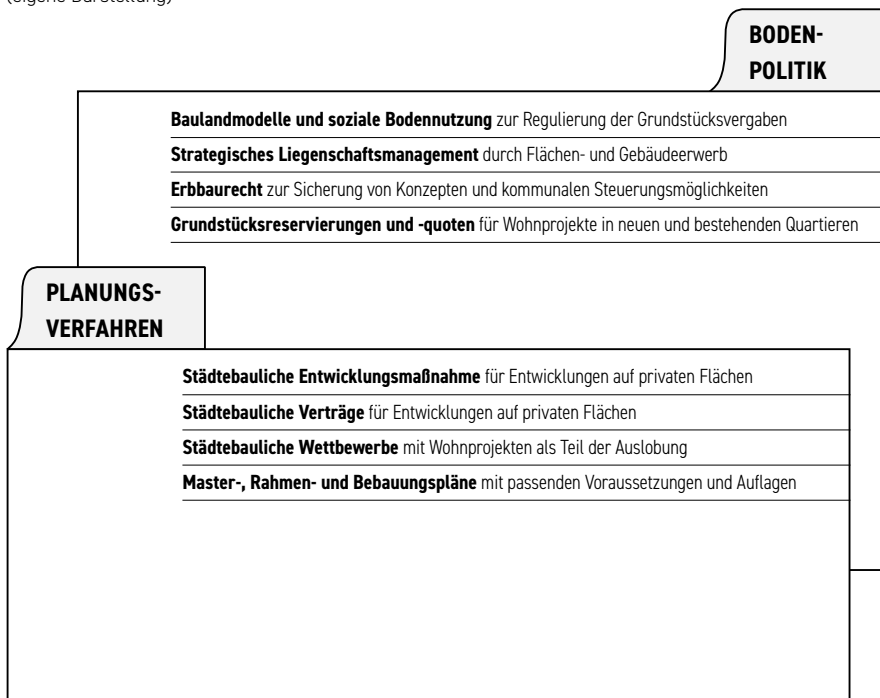 (eigene Darstellung)
BODEN-
POLITIK
Baulandmodelle und soziale Bodennutzung zur Regulierung der Grundstücksvergaben
Strategisches Liegenschaftsmanagement durch Flächen- und Gebäudeerwerb
Erbbaurecht zur Sicherung von Konzepten und kommunalen Steuerungsmöglichkeiten
Grundstücksreservierungen und -quoten für Wohnprojekte in neuen und bestehenden Quartieren
PLANUNGS-
VERFAHREN
Städtebauliche Entwicklungsmaßnahme für Entwicklungen auf privaten Flächen
Städtebauliche Verträge für Entwicklungen auf privaten Flächen
Städtebauliche Wettbewerbe mit Wohnprojekten als Teil der Auslobung
Master-, Rahmen- und Bebauungspläne mit passenden Voraussetzungen und Auflagen